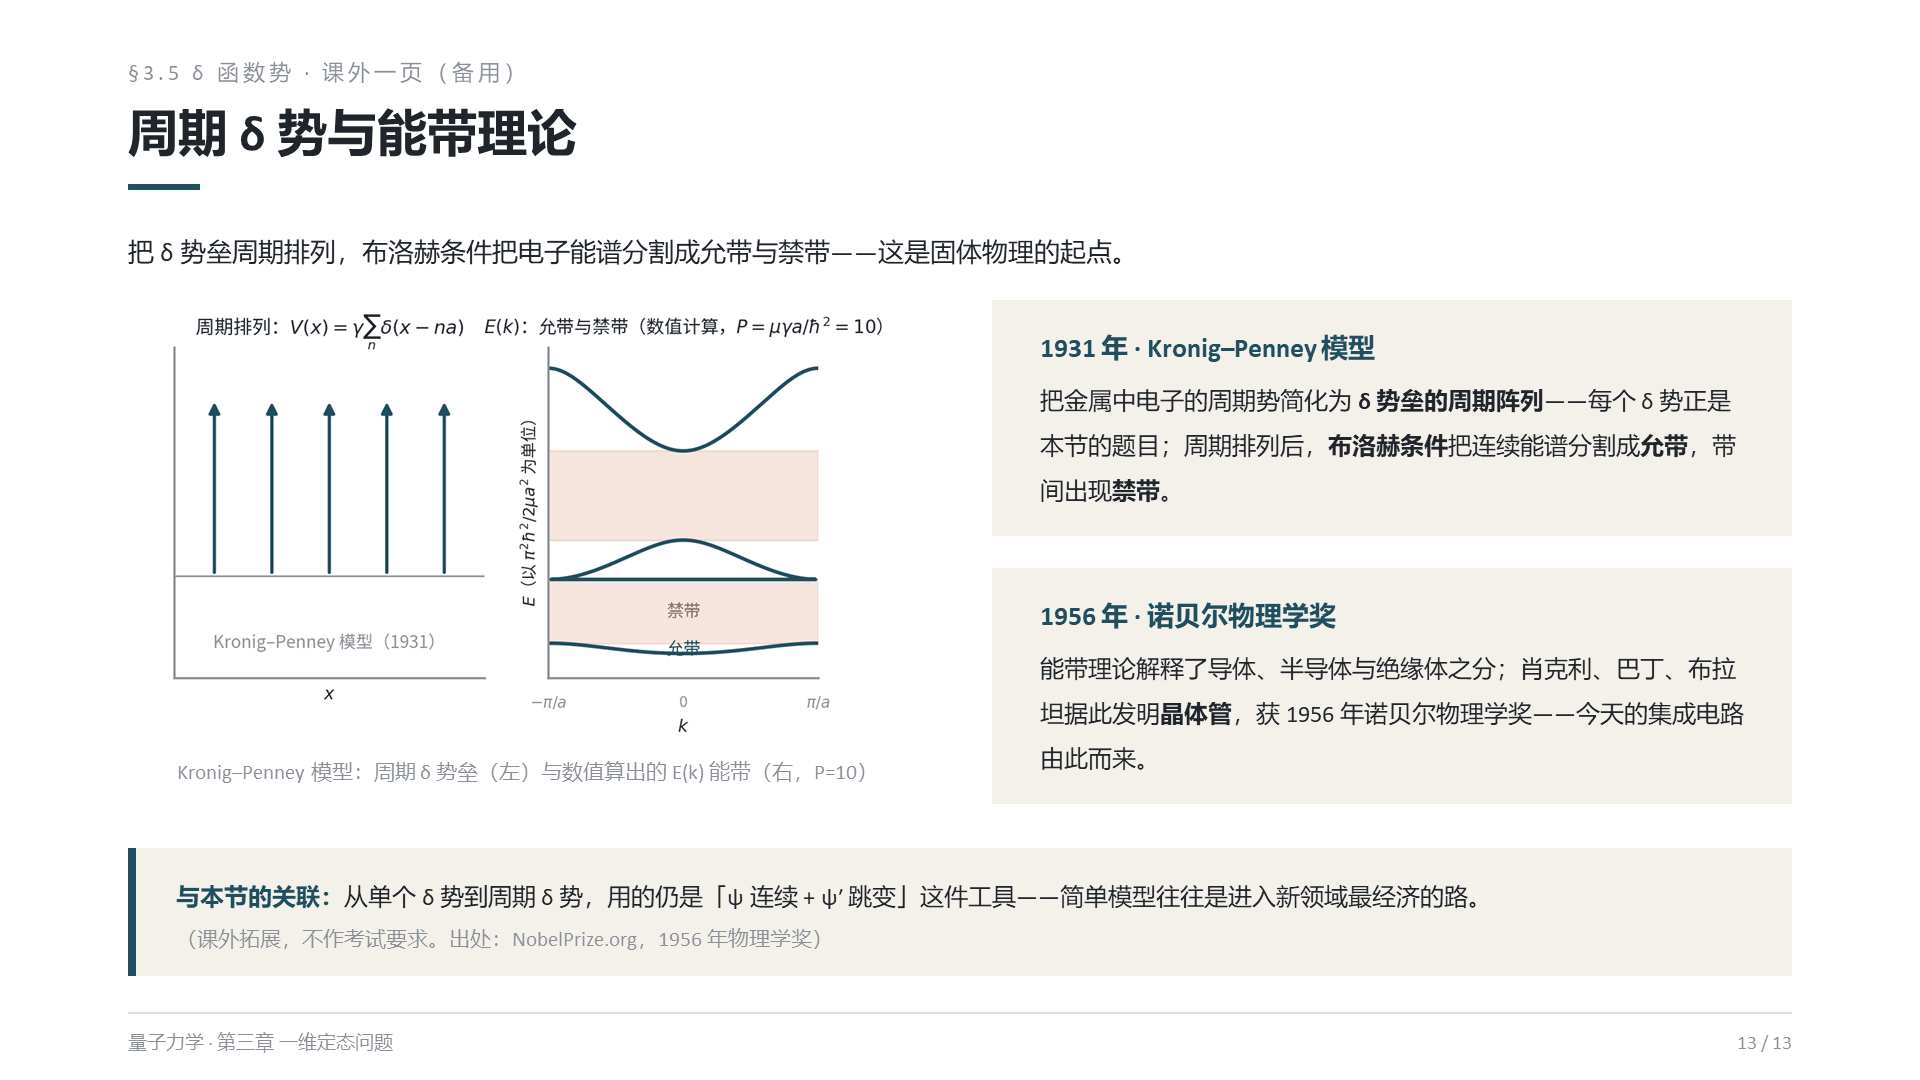 §3.5 δ 函数势 · 课外一页（备用）
周期 δ 势与能带理论
把 δ 势垒周期排列，布洛赫条件把电子能谱分割成允带与禁带——这是固体物理的起点。
周期排列：V(x) = γ∑ₙδ(x − na)
Kronig–Penney 模型（1931）
x
E(k)：允带与禁带（数值计算，P = μγa/ħ² = 10）
E（以 π²ħ²/2μa² 为单位）
禁带
允带
−π/a 0 π/a
k
Kronig–Penney 模型：周期 δ 势垒（左）与数值算出的 E(k) 能带（右，P=10）
1931 年 · Kronig–Penney 模型
把金属中电子的周期势简化为 δ 势垒的周期阵列——每个 δ 势正是
本节的题目；周期排列后，布洛赫条件把连续能谱分割成允带，带
间出现禁带。
1956 年 · 诺贝尔物理学奖
能带理论解释了导体、半导体与绝缘体之分；肖克利、巴丁、布拉
坦据此发明晶体管，获 1956 年诺贝尔物理学奖——今天的集成电路
由此而来。
与本节的关联：从单个 δ 势到周期 δ 势，用的仍是「ψ 连续 + ψ′ 跳变」这件工具——简单模型往往是进入新领域最经济的路。
（课外拓展，不作考试要求。出处：NobelPrize.org，1956 年物理学奖）
量子力学 · 第三章 一维定态问题
13 / 13